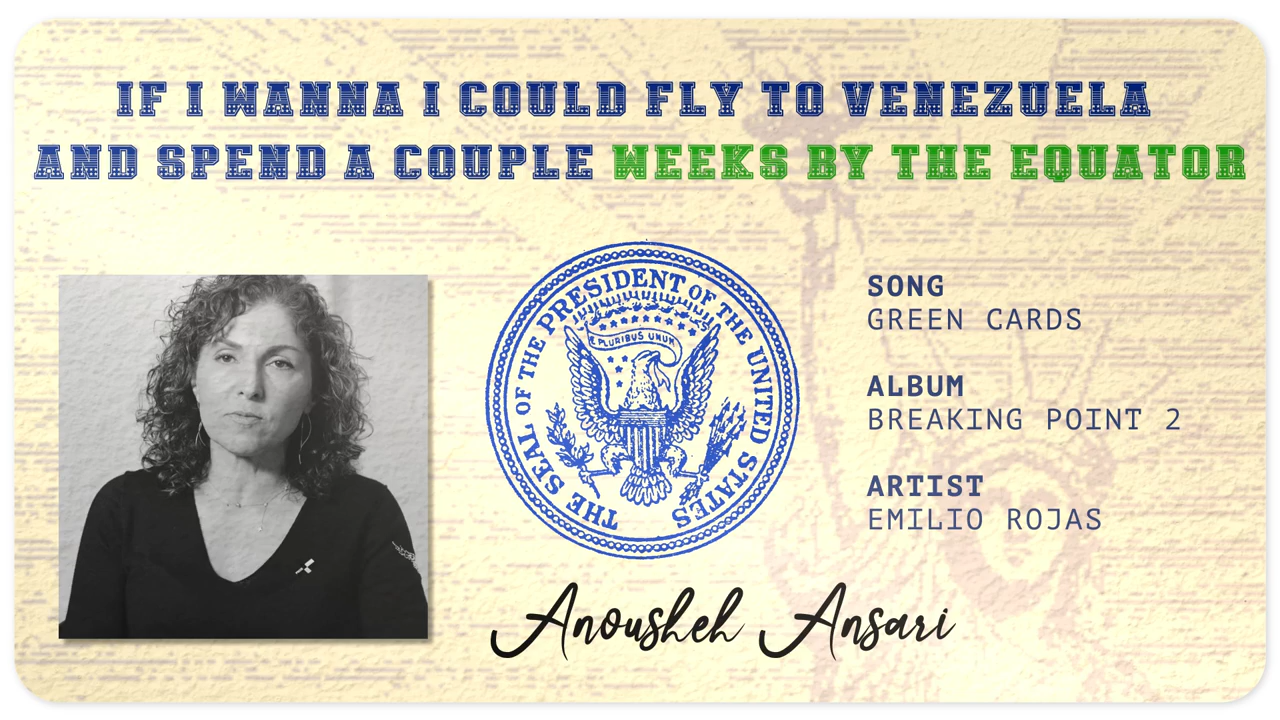 IF I WANNA I COULD FLY TO VENEZUELA
AND SPEND A COUPLE WEEKS BY THE EQUATOR
THE SEAL OF THE PRESIDENT OF THE UNITED STATES
E PLURIBUS UNUM
SONG
GREEN CARDS
ALBUM
BREAKING POINT 2
ARTIST
EMILIO ROJAS
Anousheh Ansari